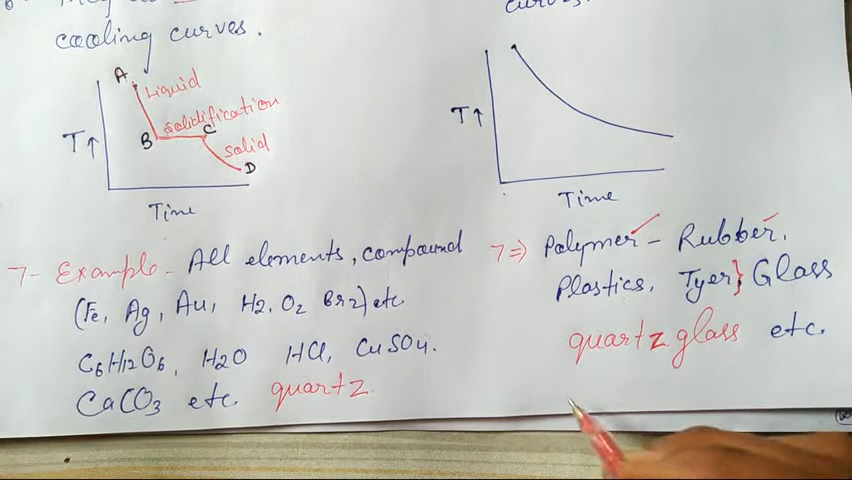 cooling curves.
A
Liquid
solidification
T↑
B
C
solid
D
Time
7- Example - All elements, compound
(Fe, Ag, Au, H2, O2 Br2) etc
C6H12O6, H2O HCl, CuSO4.
CaCO3 etc. quartz
curves.
T↑
Time
7⇒ Polymer - Rubber,
Plastics, Tyer} Glass
quartz glass etc.